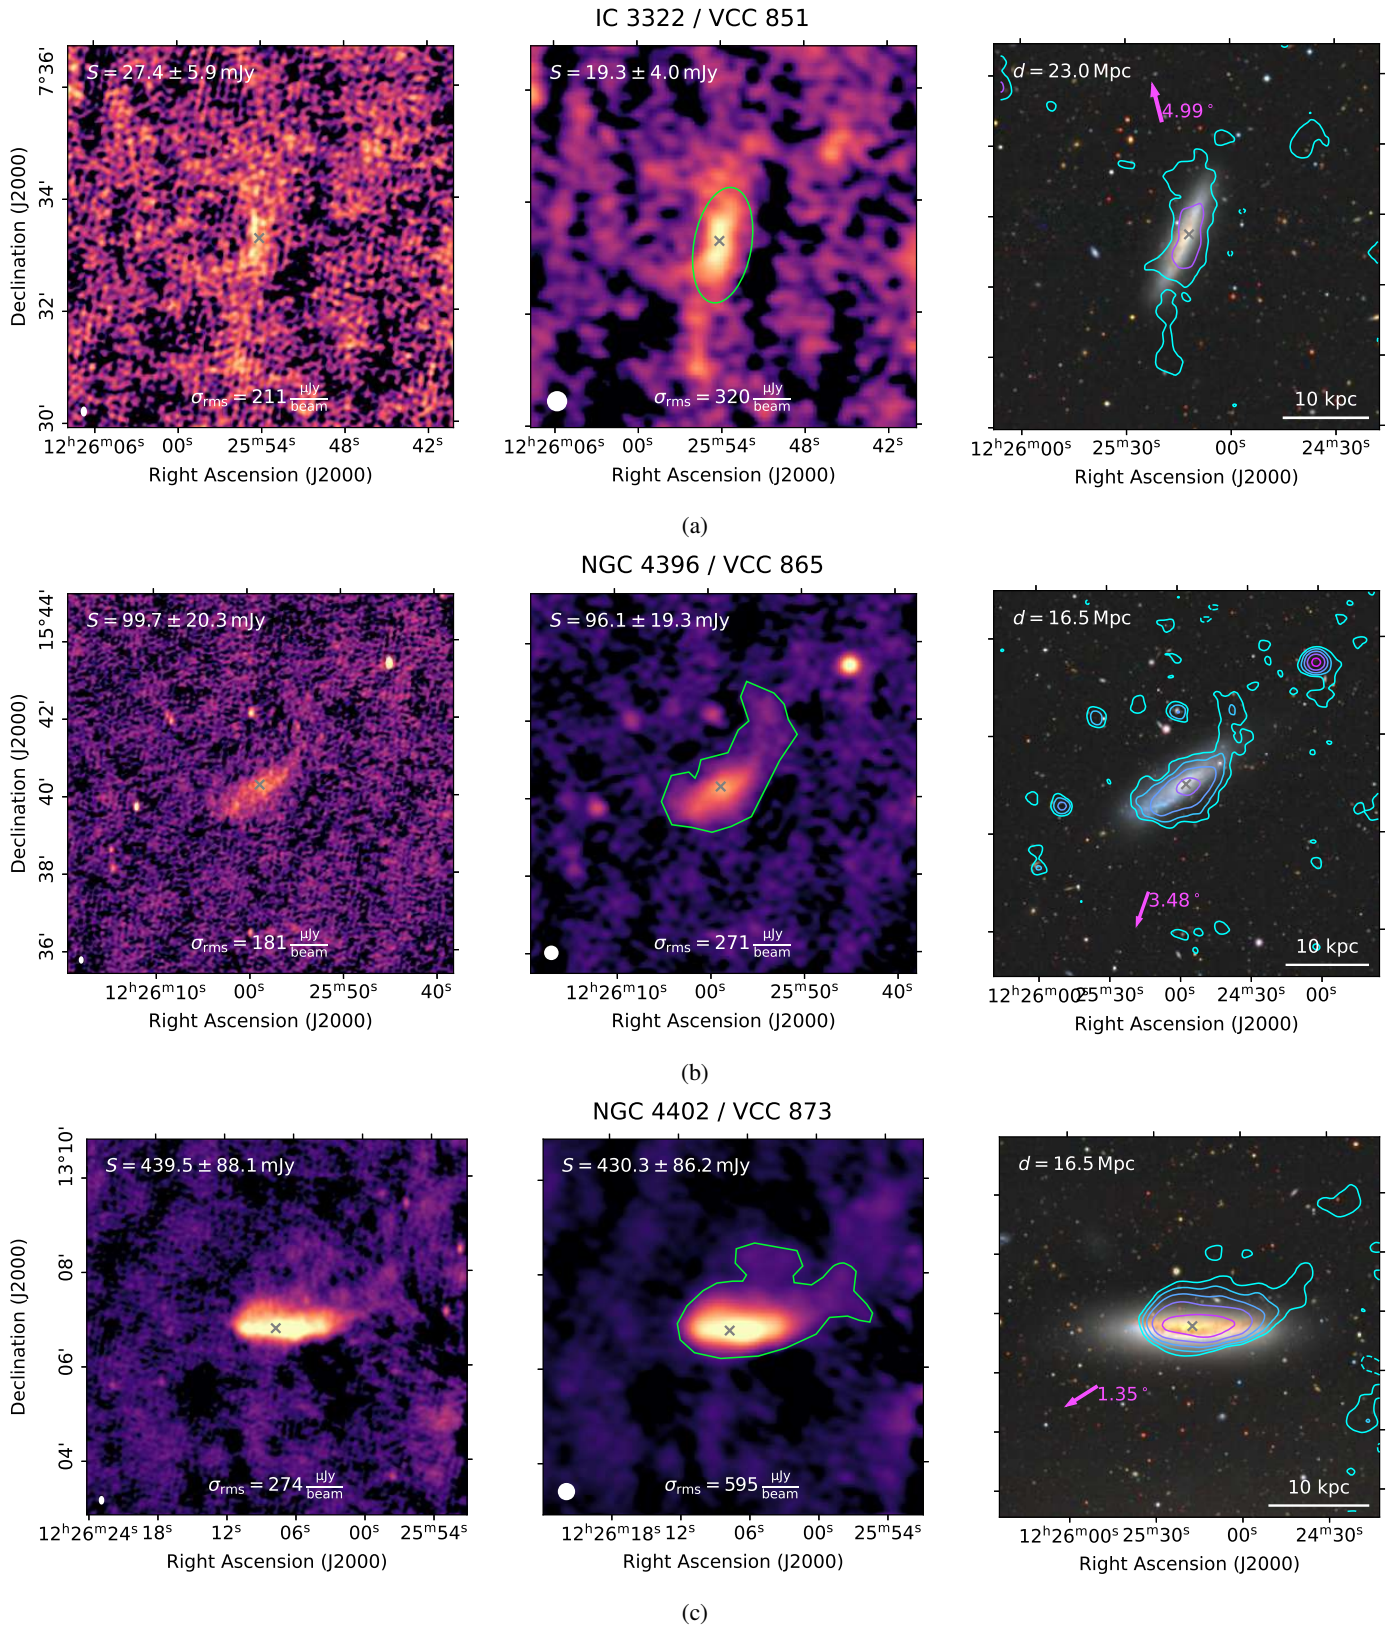 IC 3322 / VCC 851
S = 27.4 ± 5.9 mJy
S = 19.3 ± 4.0 mJy
d = 23.0 Mpc
4.99°
7°36'
34'
32'
30'
Declination (J2000)
σrms = 211 μJy/beam
σrms = 320 μJy/beam
10 kpc
12ʰ26ᵐ06ˢ 00ˢ 25ᵐ54ˢ 48ˢ 42ˢ
12ʰ26ᵐ06ˢ 00ˢ 25ᵐ54ˢ 48ˢ 42ˢ
12ʰ26ᵐ00ˢ 25ᵐ30ˢ 00ˢ 24ᵐ30ˢ
Right Ascension (J2000)
Right Ascension (J2000)
Right Ascension (J2000)
(a)
NGC 4396 / VCC 865
S = 99.7 ± 20.3 mJy
S = 96.1 ± 19.3 mJy
d = 16.5 Mpc
3.48°
15°44'
42'
40'
38'
36'
Declination (J2000)
σrms = 181 μJy/beam
σrms = 271 μJy/beam
10 kpc
12ʰ26ᵐ10ˢ 00ˢ 25ᵐ50ˢ 40ˢ
12ʰ26ᵐ10ˢ 00ˢ 25ᵐ50ˢ 40ˢ
12ʰ26ᵐ00ˢ 25ᵐ30ˢ 00ˢ 24ᵐ30ˢ 00ˢ
Right Ascension (J2000)
Right Ascension (J2000)
Right Ascension (J2000)
(b)
NGC 4402 / VCC 873
S = 439.5 ± 88.1 mJy
S = 430.3 ± 86.2 mJy
d = 16.5 Mpc
1.35°
13°10'
08'
06'
04'
Declination (J2000)
σrms = 274 μJy/beam
σrms = 595 μJy/beam
10 kpc
12ʰ26ᵐ24ˢ 18ˢ 12ˢ 06ˢ 00ˢ 25ᵐ54ˢ
12ʰ26ᵐ18ˢ 12ˢ 06ˢ 00ˢ 25ᵐ54ˢ
12ʰ26ᵐ00ˢ 25ᵐ30ˢ 00ˢ 24ᵐ30ˢ
Right Ascension (J2000)
Right Ascension (J2000)
Right Ascension (J2000)
(c)